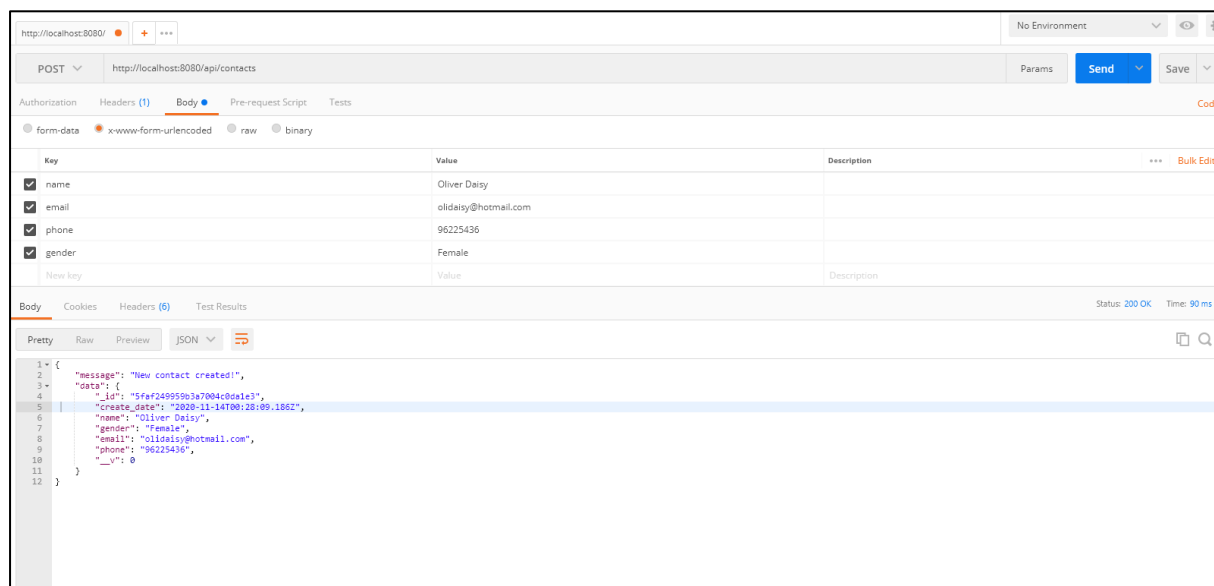 http://localhost:8080/ + ••• No Environment
POST http://localhost:8080/api/contacts Params Send Save
Authorization Headers (1) Body Pre-request Script Tests Cod
form-data x-www-form-urlencoded raw binary
Key Value Description ••• Bulk Edit
name Oliver Daisy
email olidaisy@hotmail.com
phone 96225436
gender Female
New key Value Description
Body Cookies Headers (6) Test Results Status: 200 OK Time: 90 ms
Pretty Raw Preview JSON
1 {
2 "message": "New contact created!",
3 "data": {
4 "_id": "5faf249959b3a7004c0da1e3",
5 "create_date": "2020-11-14T00:28:09.186Z",
6 "name": "Oliver Daisy",
7 "gender": "Female",
8 "email": "olidaisy@hotmail.com",
9 "phone": "96225436",
10 "__v": 0
11 }
12 }